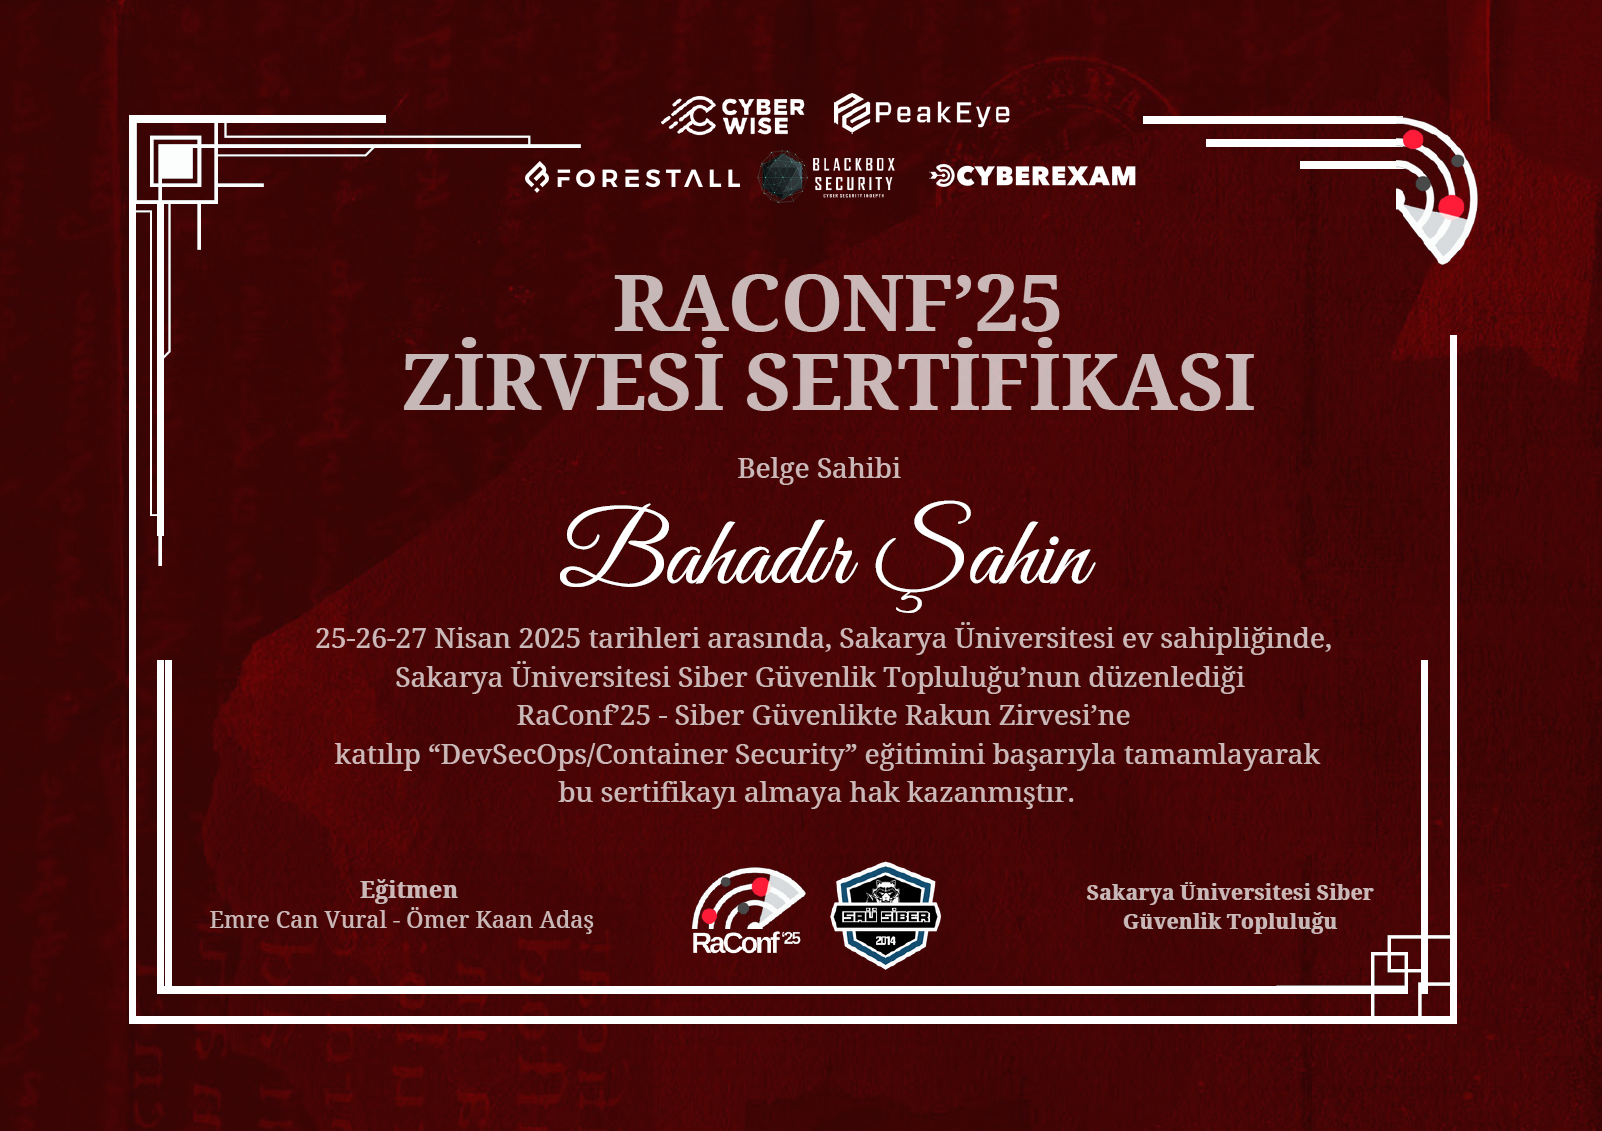 CYBER WISE
PeakEye
FORESTALL
BLACKBOX SECURITY
CYBER SECURITY INDEPTH
CYBEREXAM
RACONF’25
ZİRVESİ SERTİFİKASI
Belge Sahibi
Bahadır Şahin
25-26-27 Nisan 2025 tarihleri arasında, Sakarya Üniversitesi ev sahipliğinde,
Sakarya Üniversitesi Siber Güvenlik Topluluğu’nun düzenlediği
RaConf’25 - Siber Güvenlikte Rakun Zirvesi’ne
katılıp “DevSecOps/Container Security” eğitimini başarıyla tamamlayarak
bu sertifikayı almaya hak kazanmıştır.
Eğitmen
Emre Can Vural - Ömer Kaan Adaş
RaConf ‘25
SAÜ SİBER
2014
Sakarya Üniversitesi Siber
Güvenlik Topluluğu